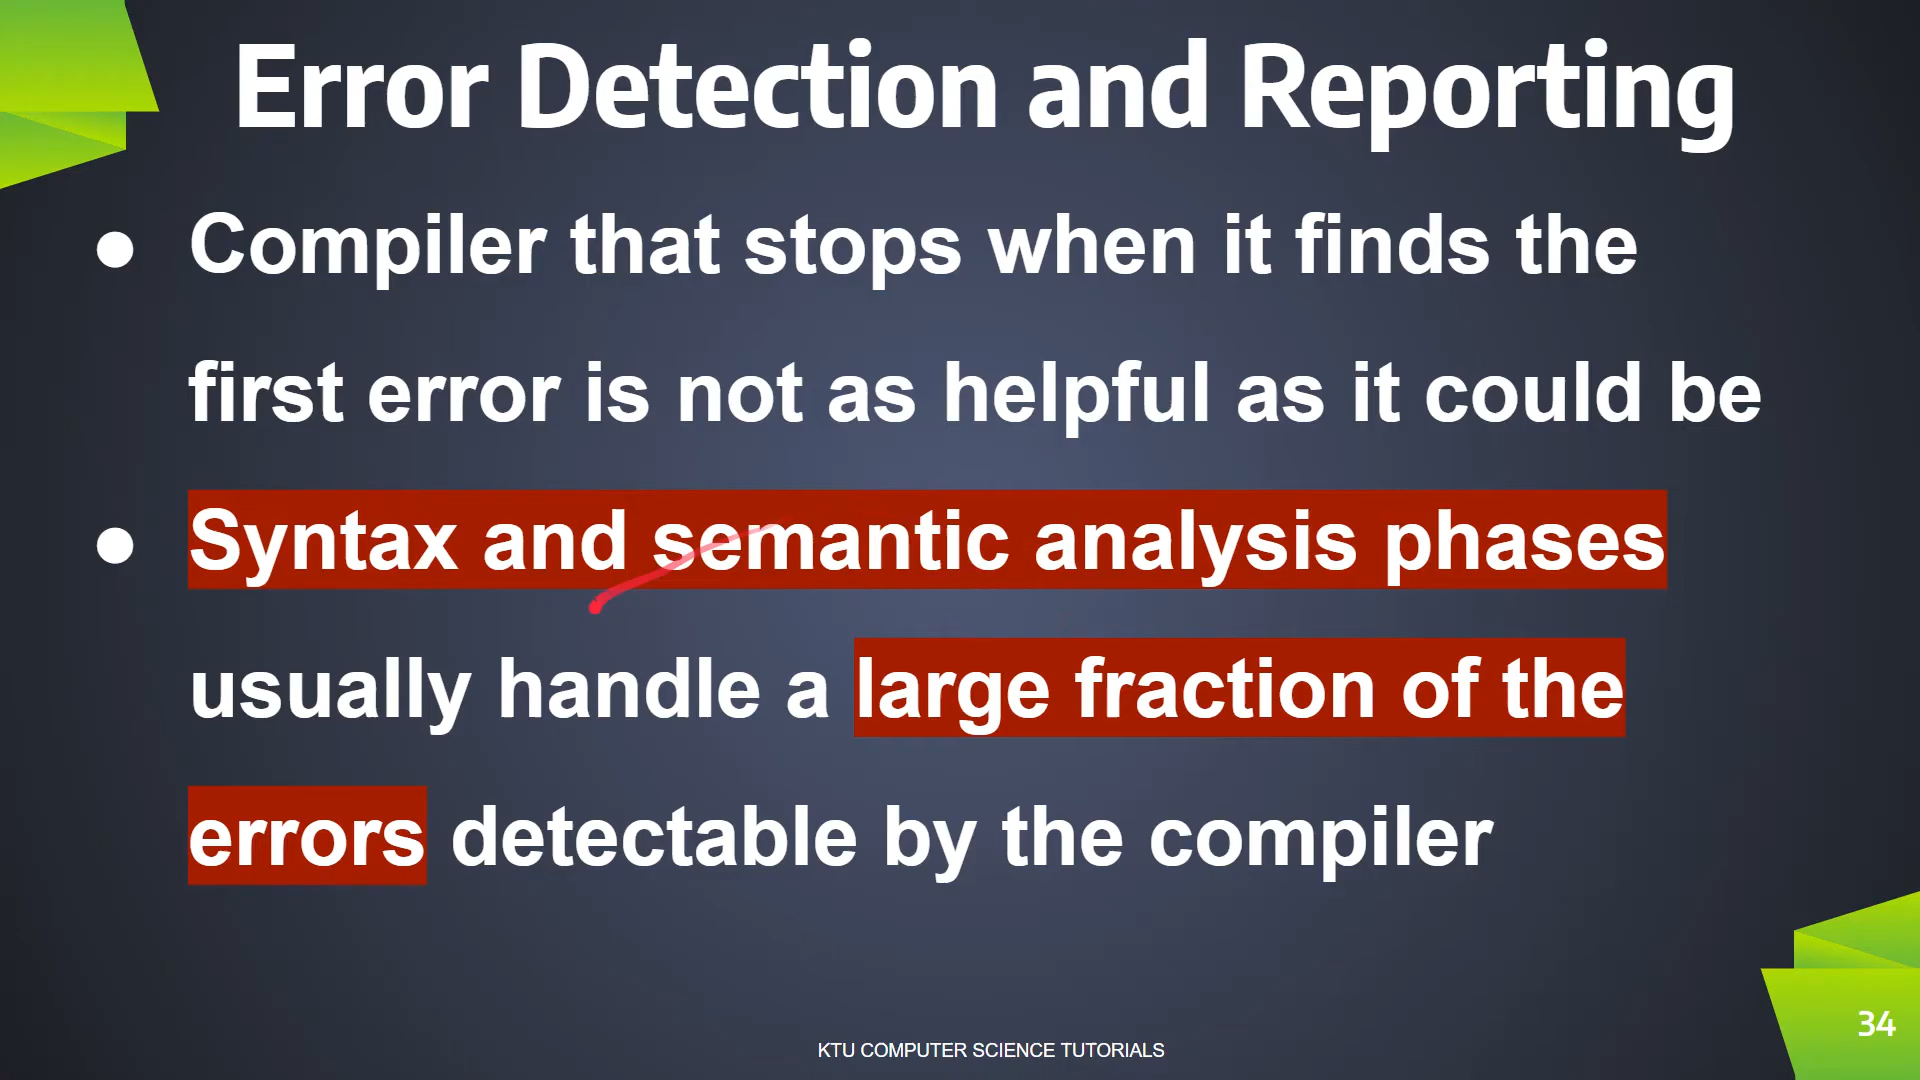 Error Detection and Reporting
● Compiler that stops when it finds the
first error is not as helpful as it could be
● Syntax and semantic analysis phases
usually handle a large fraction of the
errors detectable by the compiler
34
KTU COMPUTER SCIENCE TUTORIALS